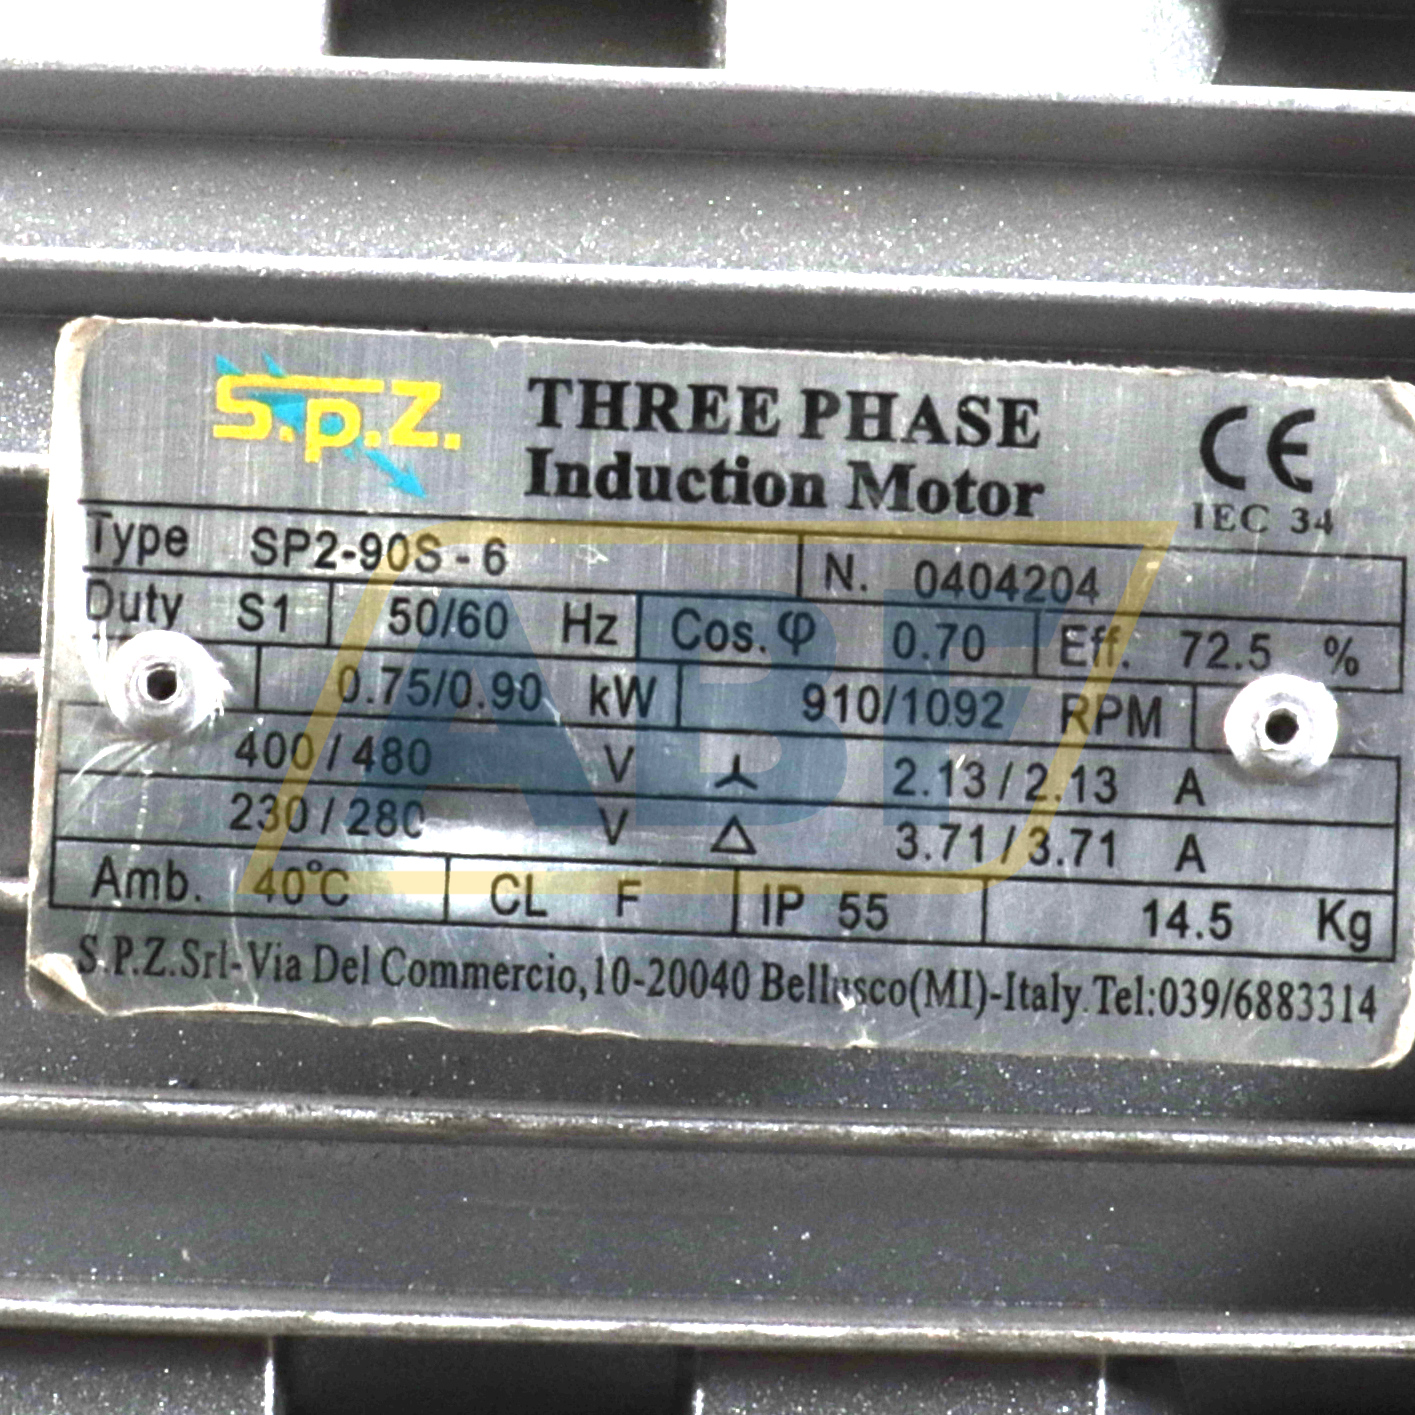 S.p.Z. THREE PHASE
Induction Motor
CE
IEC 34
Type SP2-90S - 6 N. 0404204
Duty S1 50/60 Hz Cos. φ 0.70 Eff. 72.5 %
0.75/0.90 kW 910/1092 RPM
400 / 480 V 2.13 / 2.13 A
230 / 280 V △ 3.71 / 3.71 A
Amb. 40°C CL F IP 55 14.5 Kg
S.P.Z.Srl-Via Del Commercio,10-20040 Bellusco(MI)-Italy.Tel:039/6883314
ABF